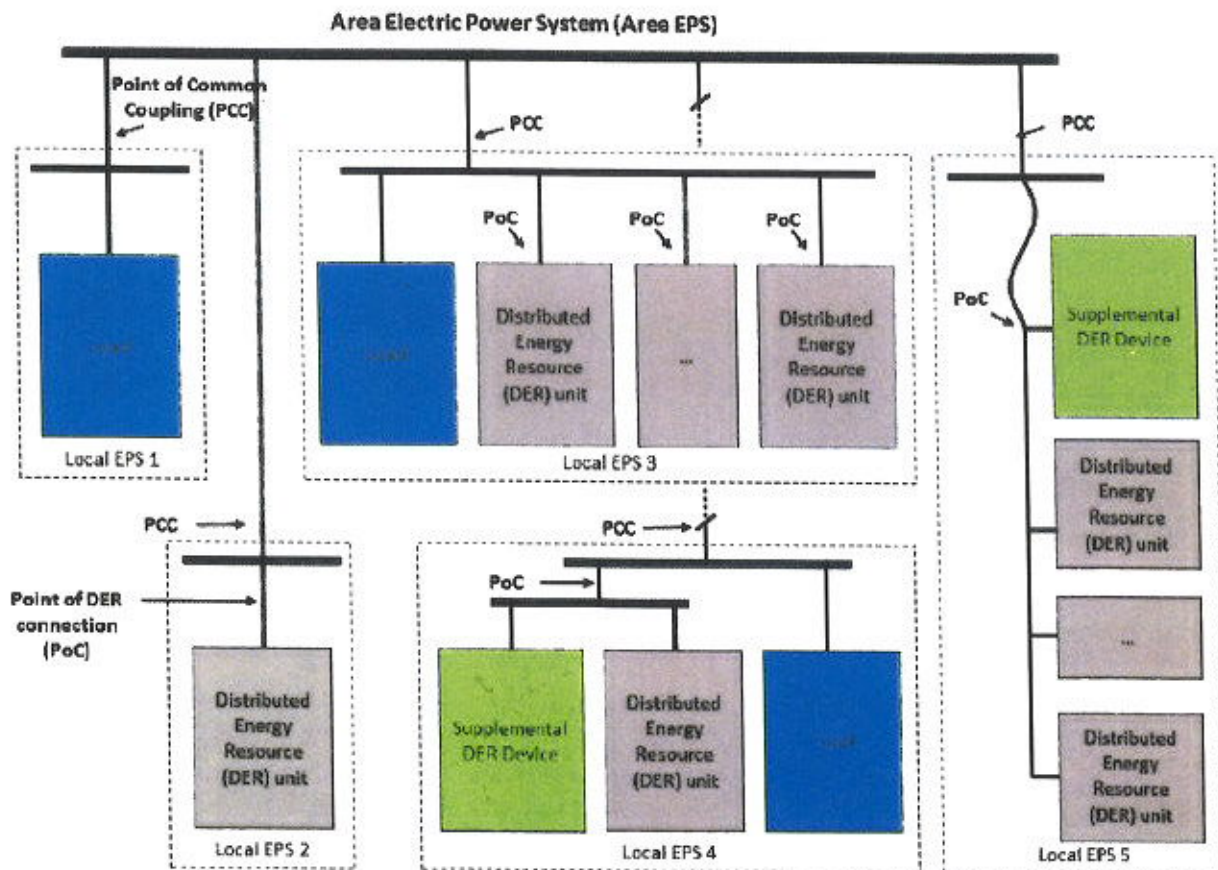 Area Electric Power System (Aree EPS)
Point of Common
Coupling (PCC)
PCC
PCC
PoC
PoC
PoC
PoC
Distributed
Energy
Resource
(DER) unit
...
Distributed
Energy
Resource
(DER) unit
Supplemental
DER Device
Local EPS 1
Local EPS 3
Distributed
Energy
Resource
(DER) unit
PCC
PCC
PoC
Point of DER
connection
(PoC)
...
Distributed
Energy
Resource
(DER) unit
Supplemental
DER Device
Distributed
Energy
Resource
(DER) unit
Distributed
Energy
Resource
(DER) unit
Local EPS 2
Local EPS 4
Local EPS 5